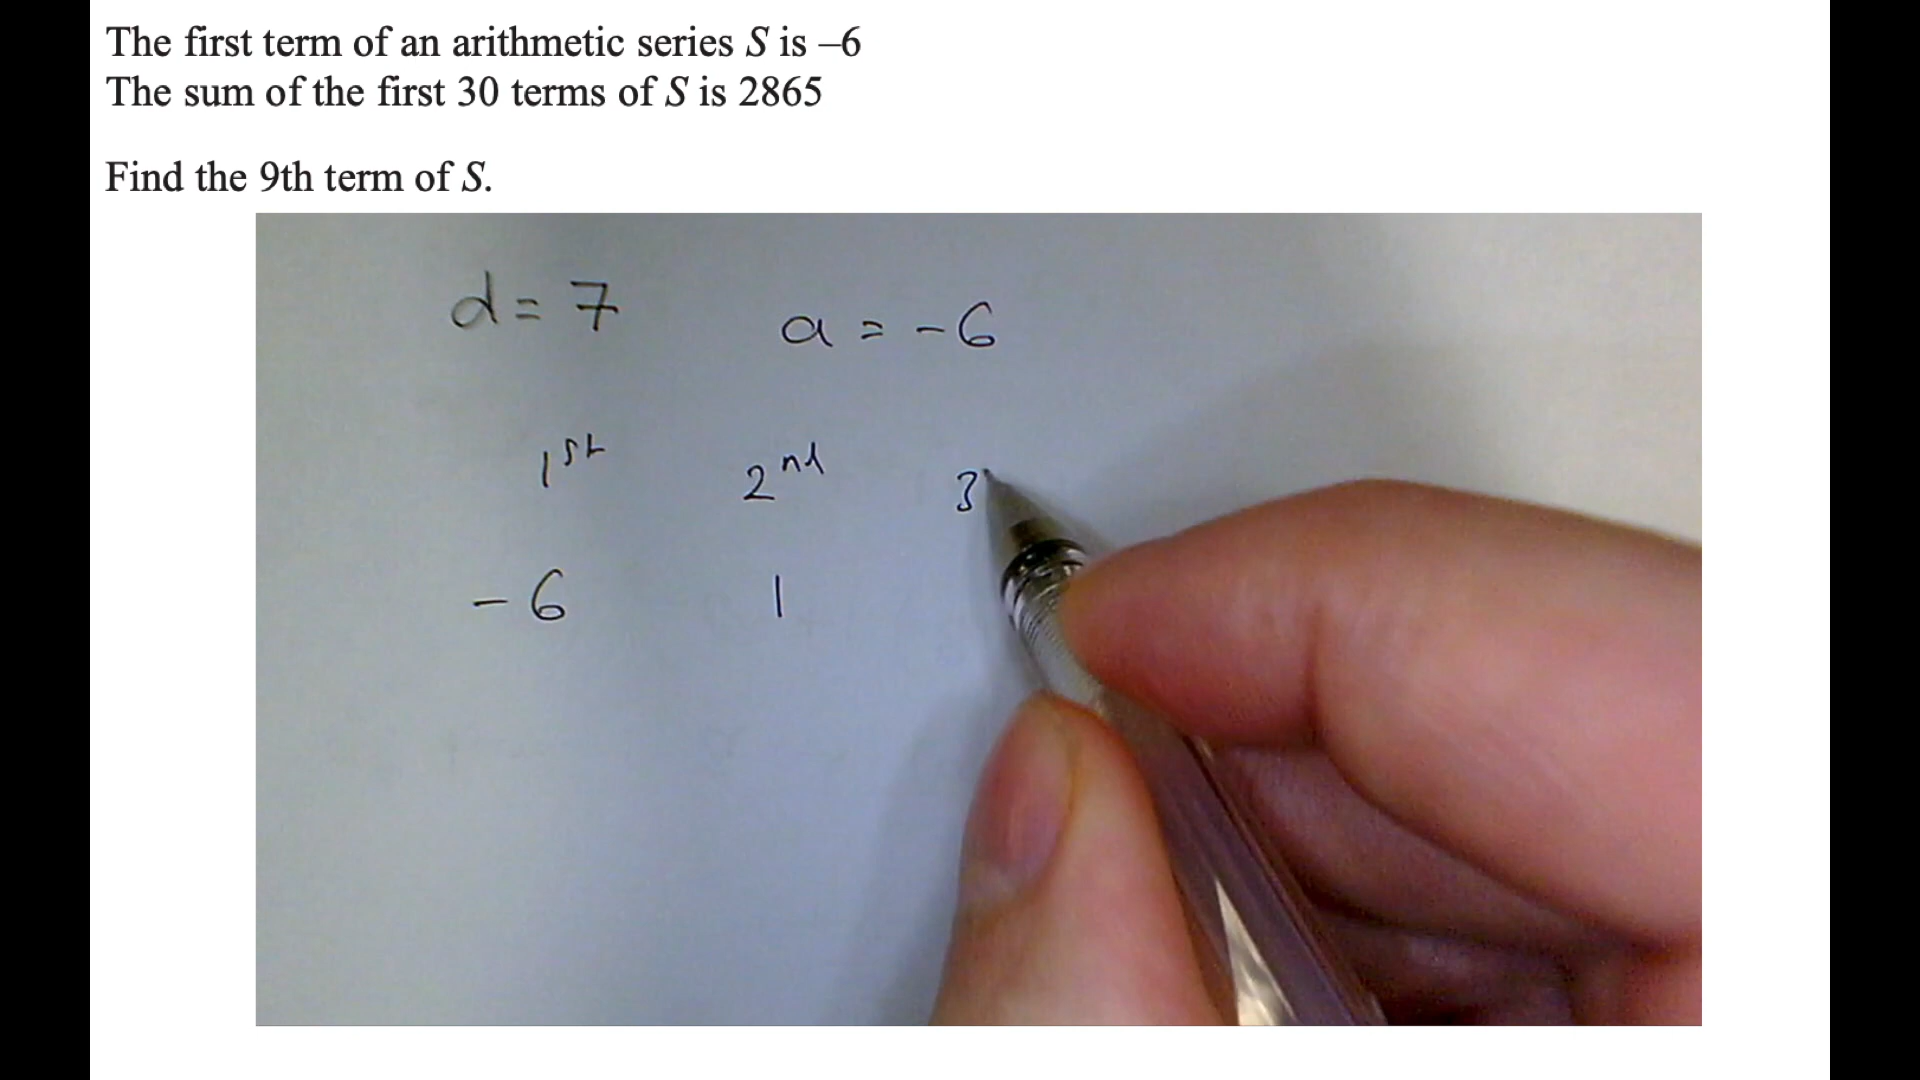 The first term of an arithmetic series S is –6
The sum of the first 30 terms of S is 2865
Find the 9th term of S.
d = 7 a = -6
1st 2nd 3
-6 1